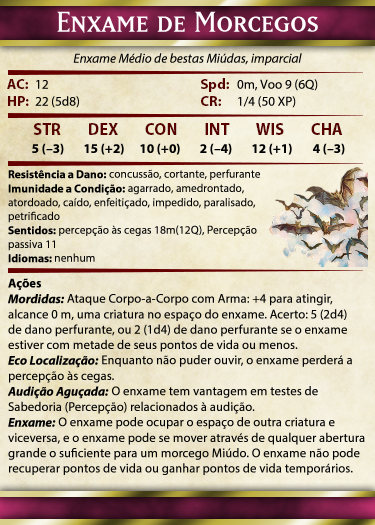 Enxame de Morcegos
Enxame Médio de bestas Miúdas, imparcial
AC: 12 Spd: 0m, Voo 9 (6Q)
HP: 22 (5d8) CR: 1/4 (50 XP)
STR DEX CON INT WIS CHA
5 (–3) 15 (+2) 10 (+0) 2 (–4) 12 (+1) 4 (–3)
Resistência a Dano: concussão, cortante, perfurante
Imunidade a Condição: agarrado, amedrontado,
atordoado, caído, enfeitiçado, impedido, paralisado,
petrificado
Sentidos: percepção às cegas 18m(12Q), Percepção
passiva 11
Idiomas: nenhum
Ações
Mordidas: Ataque Corpo-a-Corpo com Arma: +4 para atingir,
alcance 0 m, uma criatura no espaço do enxame. Acerto: 5 (2d4)
de dano perfurante, ou 2 (1d4) de dano perfurante se o enxame
estiver com metade de seus pontos de vida ou menos.
Eco Localização: Enquanto não puder ouvir, o enxame perderá a
percepção às cegas.
Audição Aguçada: O enxame tem vantagem em testes de
Sabedoria (Percepção) relacionados à audição.
Enxame: O enxame pode ocupar o espaço de outra criatura e
viceversa, e o enxame pode se mover através de qualquer abertura
grande o suficiente para um morcego Miúdo. O enxame não pode
recuperar pontos de vida ou ganhar pontos de vida temporários.